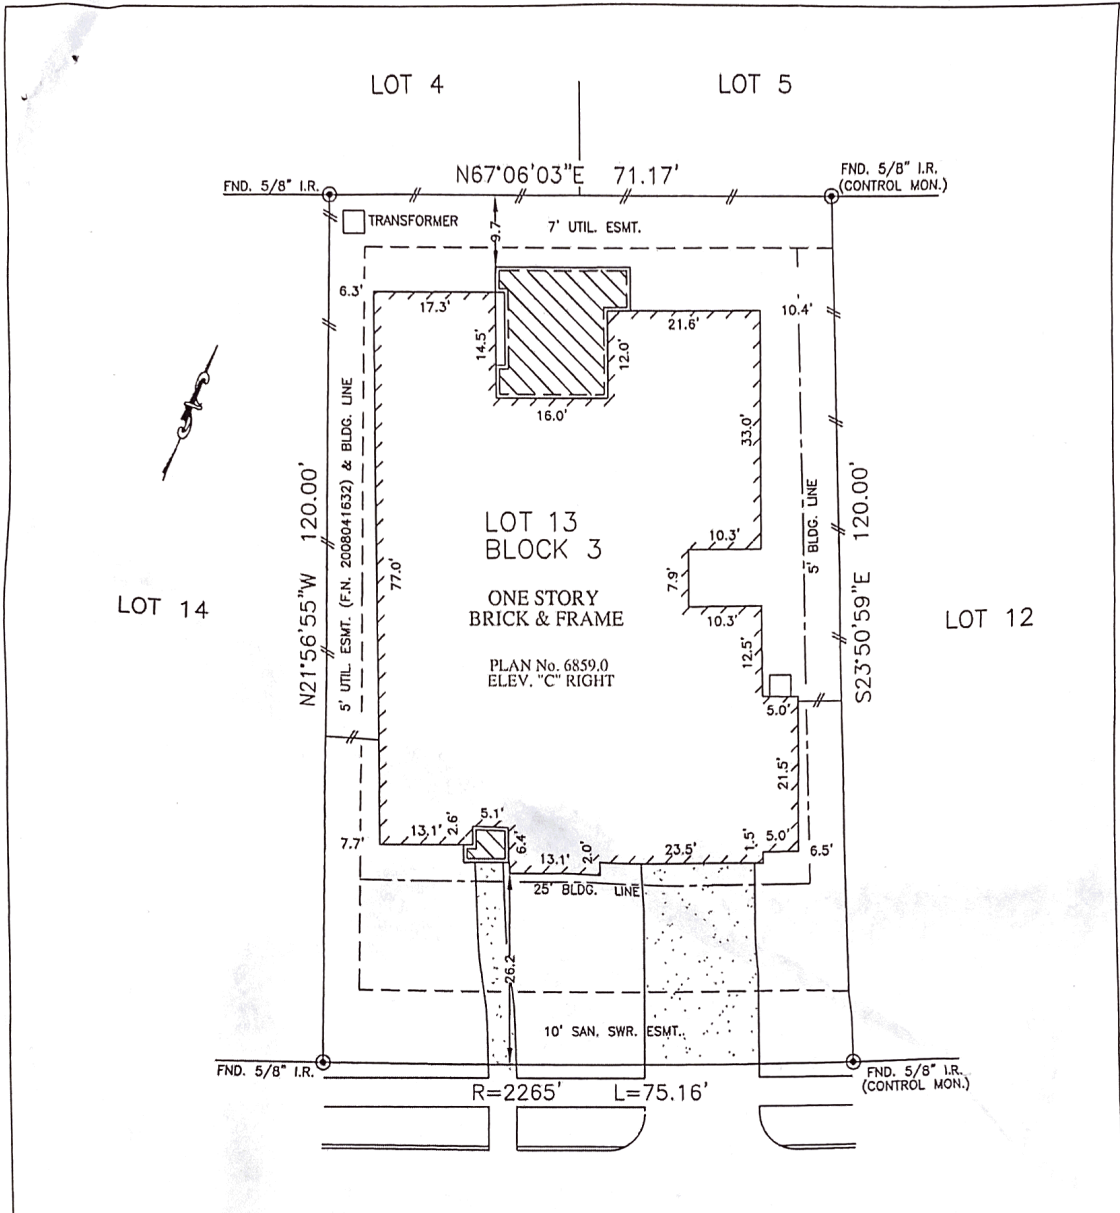 LOT 4
LOT 5
N67°06'03"E 71.17'
FND. 5/8" I.R.
FND. 5/8" I.R.
(CONTROL MON.)
TRANSFORMER
9.7
7' UTIL. ESMT.
6.3'
17.3'
14.5'
12.0'
21.6'
10.4'
16.0'
33.0'
N21°56'55"W 120.00'
5' UTIL. ESMT. (F.N. 2008041632) & BLDG. LINE
77.0'
LOT 13
BLOCK 3
ONE STORY
BRICK & FRAME
PLAN No. 6859.0
ELEV. "C" RIGHT
10.3'
7.9'
10.3'
12.5'
5' BLDG. LINE
S23°50'59"E 120.00'
LOT 14
LOT 12
5.0'
21.5'
7.7'
13.1'
2.6'
5.1'
6.4'
13.1'
2.0'
23.5'
1.5'
5.0'
6.5'
25' BLDG. LINE
26.2
10' SAN. SWR. ESMT.
FND. 5/8" I.R.
FND. 5/8" I.R.
(CONTROL MON.)
R=2265' L=75.16'